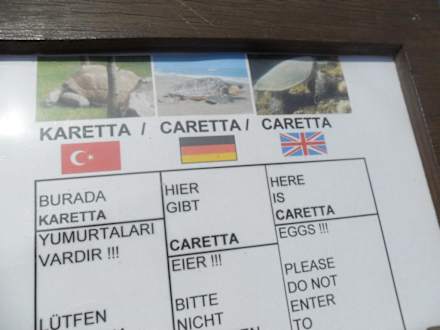 KARETTA / CARETTA / CARETTA
BURADA
KARETTA
YUMURTALARI
VARDIR !!!
LÜTFEN
HIER
GIBT
CARETTA
EIER !!!
BITTE
NICHT
HERE
IS
CARETTA
EGGS !!!
PLEASE
DO NOT
ENTER
TO